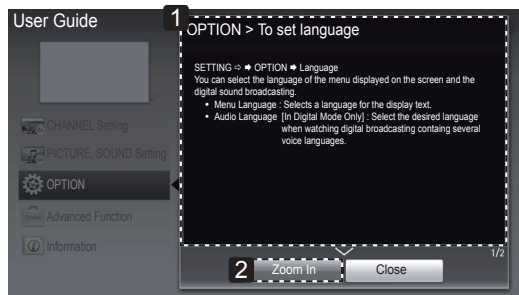 User Guide
1
OPTION > To set language
SETTING ⇨ ➡ OPTION ➡ Language
You can select the language of the menu displayed on the screen and the
digital sound broadcasting.
• Menu Language : Selects a language for the display text.
• Audio Language [In Digital Mode Only] : Select the desired language
when watching digital broadcasting containg several
voice languages.
CHANNEL Setting
PICTURE, SOUND Setting
OPTION
Advanced Function
Information
1/2
2
Zoom In
Close